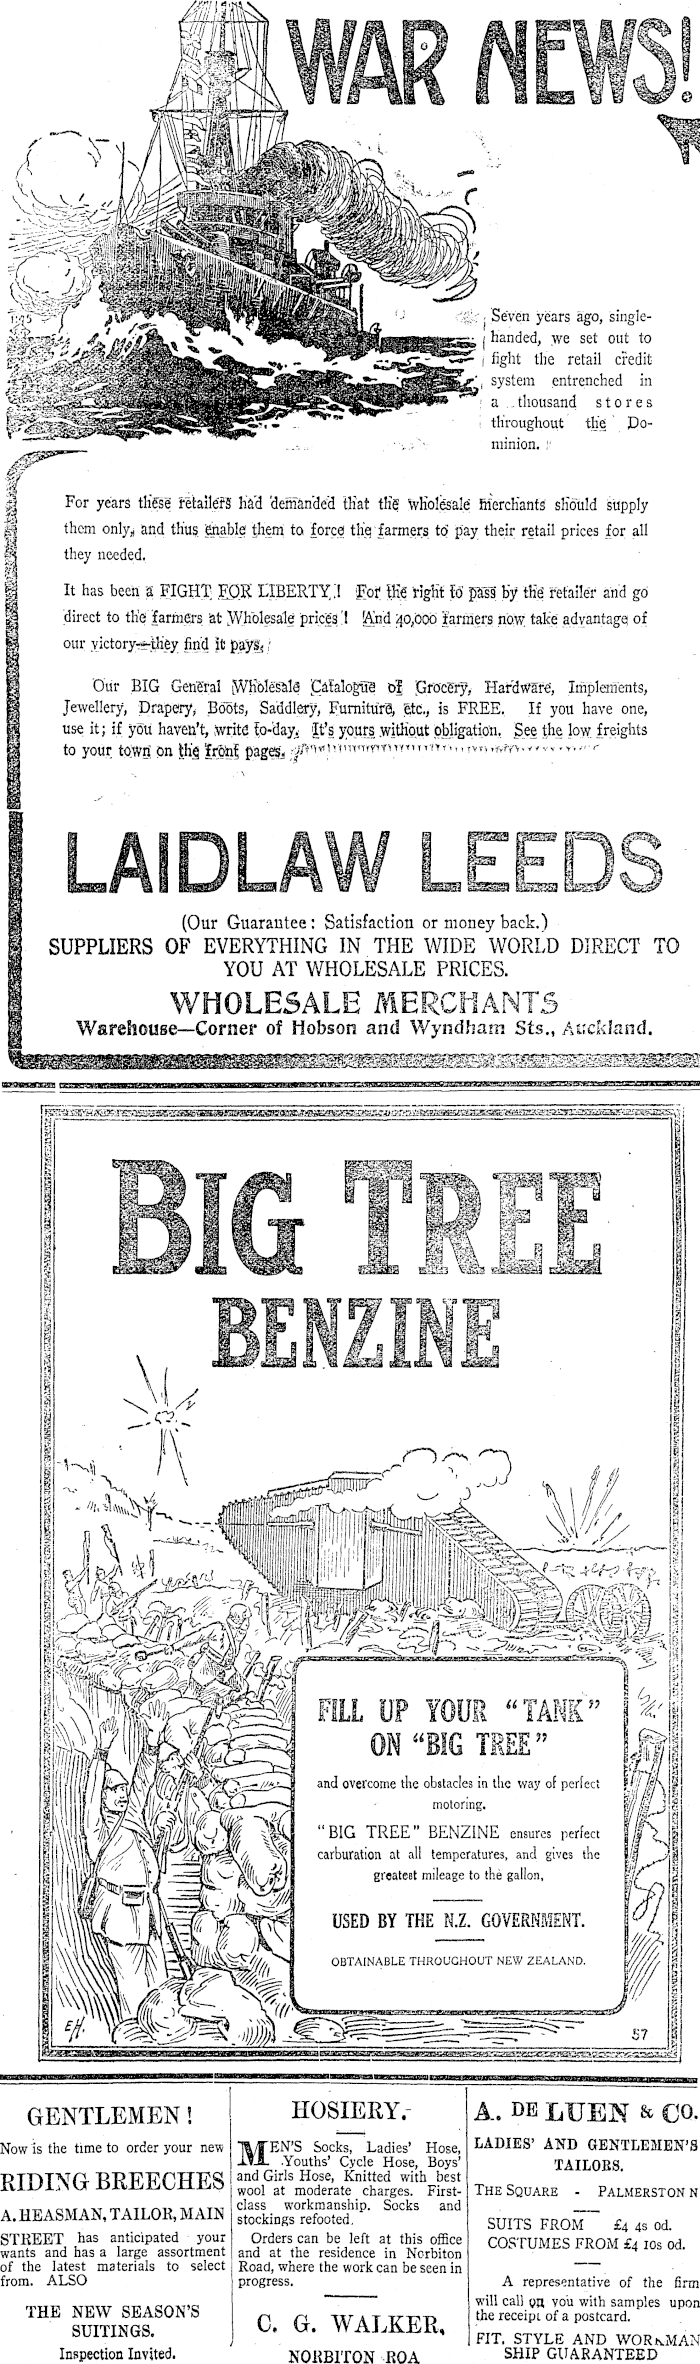 WAR NEWS!
Seven years ago, single-
handed, we set out to
fight the retail credit
system entrenched in
a thousand stores
throughout the Do-
minion.
For years these retailers had demanded that the wholesale merchants should supply
them only, and thus enable them to force the farmers to pay their retail prices for all
they needed.
It has been a FIGHT FOR LIBERTY! For the right to pass by the retailer and go
direct to the farmers at Wholesale prices! And 40,000 farmers now take advantage of
our victory—they find it pays.
Our BIG General Wholesale Catalogue of Grocery, Hardware, Implements,
Jewellery, Drapery, Boots, Saddlery, Furniture, etc., is FREE. If you have one,
use it; if you haven't, write to-day. It's yours without obligation. See the low freights
to your town on the front pages.
LAIDLAW LEEDS
(Our Guarantee: Satisfaction or money back.)
SUPPLIERS OF EVERYTHING IN THE WIDE WORLD DIRECT TO
YOU AT WHOLESALE PRICES.
WHOLESALE MERCHANTS
Warehouse—Corner of Hobson and Wyndham Sts., Auckland.
BIG TREE
BENZINE
FILL UP YOUR "TANK"
ON "BIG TREE"
and overcome the obstacles in the way of perfect
motoring.
"BIG TREE" BENZINE ensures perfect
carburation at all temperatures, and gives the
greatest mileage to the gallon,
USED BY THE N.Z. GOVERNMENT.
OBTAINABLE THROUGHOUT NEW ZEALAND.
EH.
57
GENTLEMEN!
Now is the time to order your new
RIDING BREECHES
A. HEASMAN, TAILOR, MAIN
STREET has anticipated your
wants and has a large assortment
of the latest materials to select
from. ALSO
THE NEW SEASON'S
SUITINGS.
Inspection Invited.
HOSIERY.
MEN'S Socks, Ladies' Hose,
Youths' Cycle Hose, Boys'
and Girls Hose, Knitted with best
wool at moderate charges. First-
class workmanship. Socks and
stockings refooted.
Orders can be left at this office
and at the residence in Norbiton
Road, where the work can be seen in
progress.
C. G. WALKER,
NORBITON ROA
A. DE LUEN & CO.
LADIES' AND GENTLEMEN'S
TAILORS.
THE SQUARE - PALMERSTON N
SUITS FROM £4 4s 0d.
COSTUMES FROM £4 10s 0d.
A representative of the firm
will call on you with samples upon
the receipt of a postcard.
FIT, STYLE AND WORKMAN
SHIP GUARANTEED